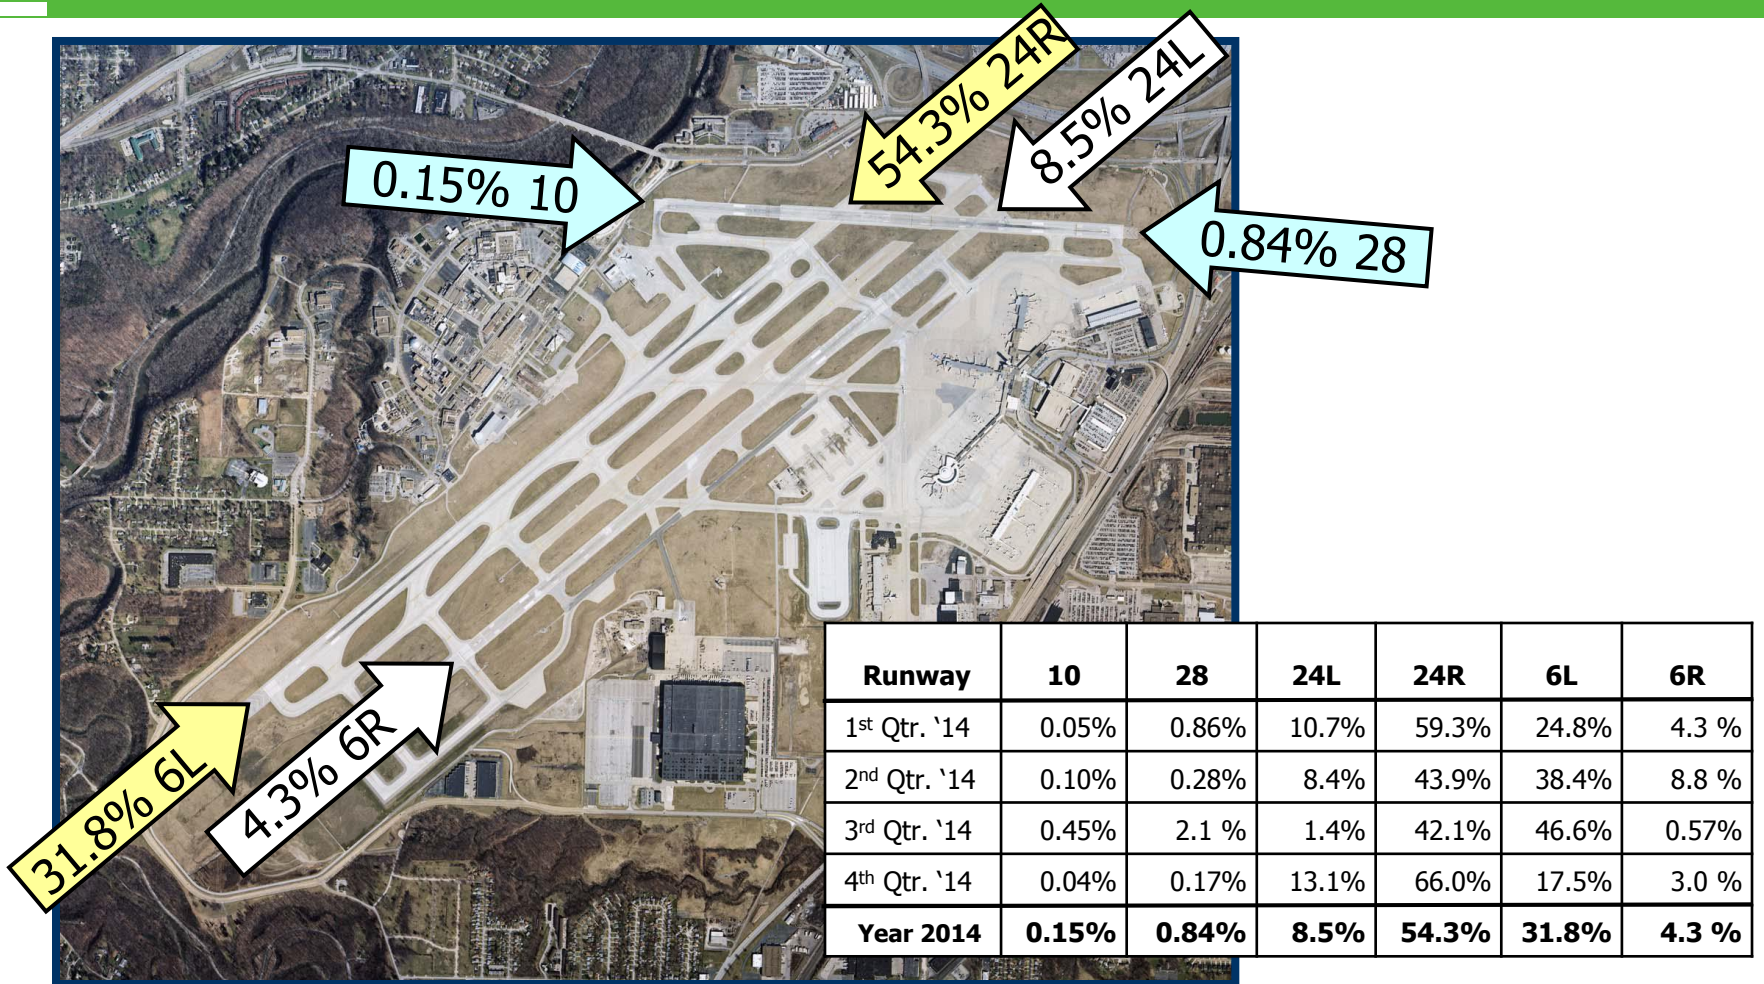 54.3% 24R
8.5% 24L
0.15% 10
0.84% 28
31.8% 6L
4.3% 6R
Runway 10 28 24L 24R 6L 6R
1st Qtr. ‘14 0.05% 0.86% 10.7% 59.3% 24.8% 4.3 %
2nd Qtr. ‘14 0.10% 0.28% 8.4% 43.9% 38.4% 8.8 %
3rd Qtr. ‘14 0.45% 2.1 % 1.4% 42.1% 46.6% 0.57%
4th Qtr. ‘14 0.04% 0.17% 13.1% 66.0% 17.5% 3.0 %
Year 2014 0.15% 0.84% 8.5% 54.3% 31.8% 4.3 %